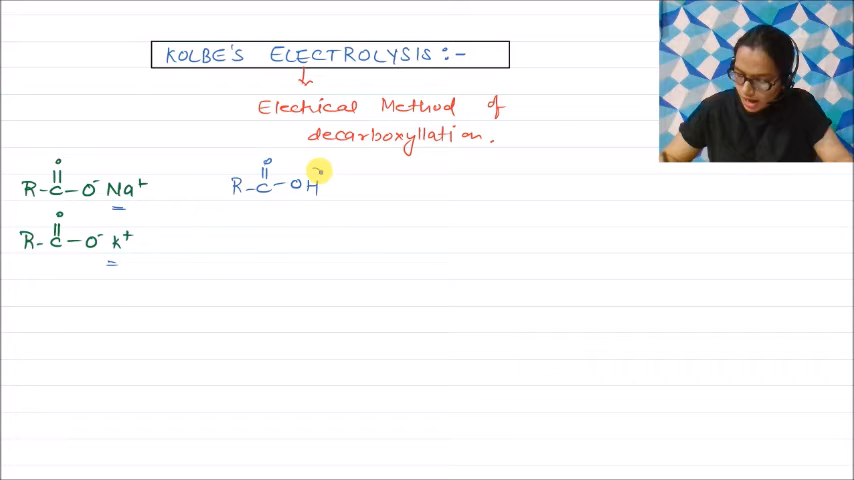 KOLBE'S ELECTROLYSIS :-
Electrical Method of
decarboxyllation.
O
R-C-O⁻ Na⁺
O
R-C-O⁻ K⁺
O
R-C-OH